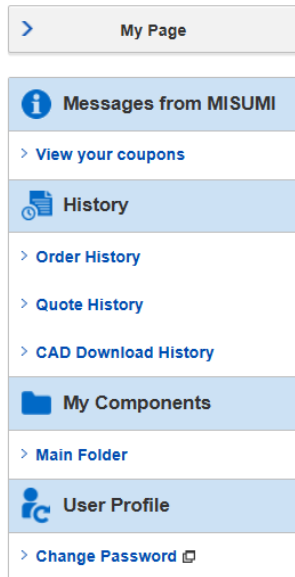 My Page
Messages from MISUMI
View your coupons
History
Order History
Quote History
CAD Download History
My Components
Main Folder
User Profile
Change Password